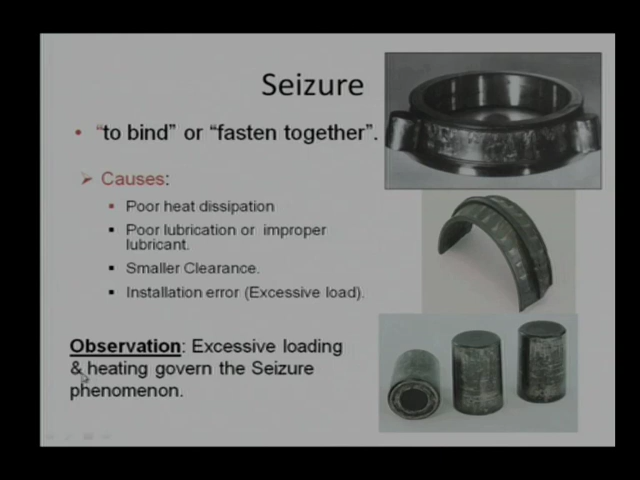 Seizure
• "to bind" or "fasten together".
➢ Causes:
▪ Poor heat dissipation
▪ Poor lubrication or improper
lubricant.
▪ Smaller Clearance.
▪ Installation error (Excessive load).
Observation: Excessive loading
& heating govern the Seizure
phenomenon.